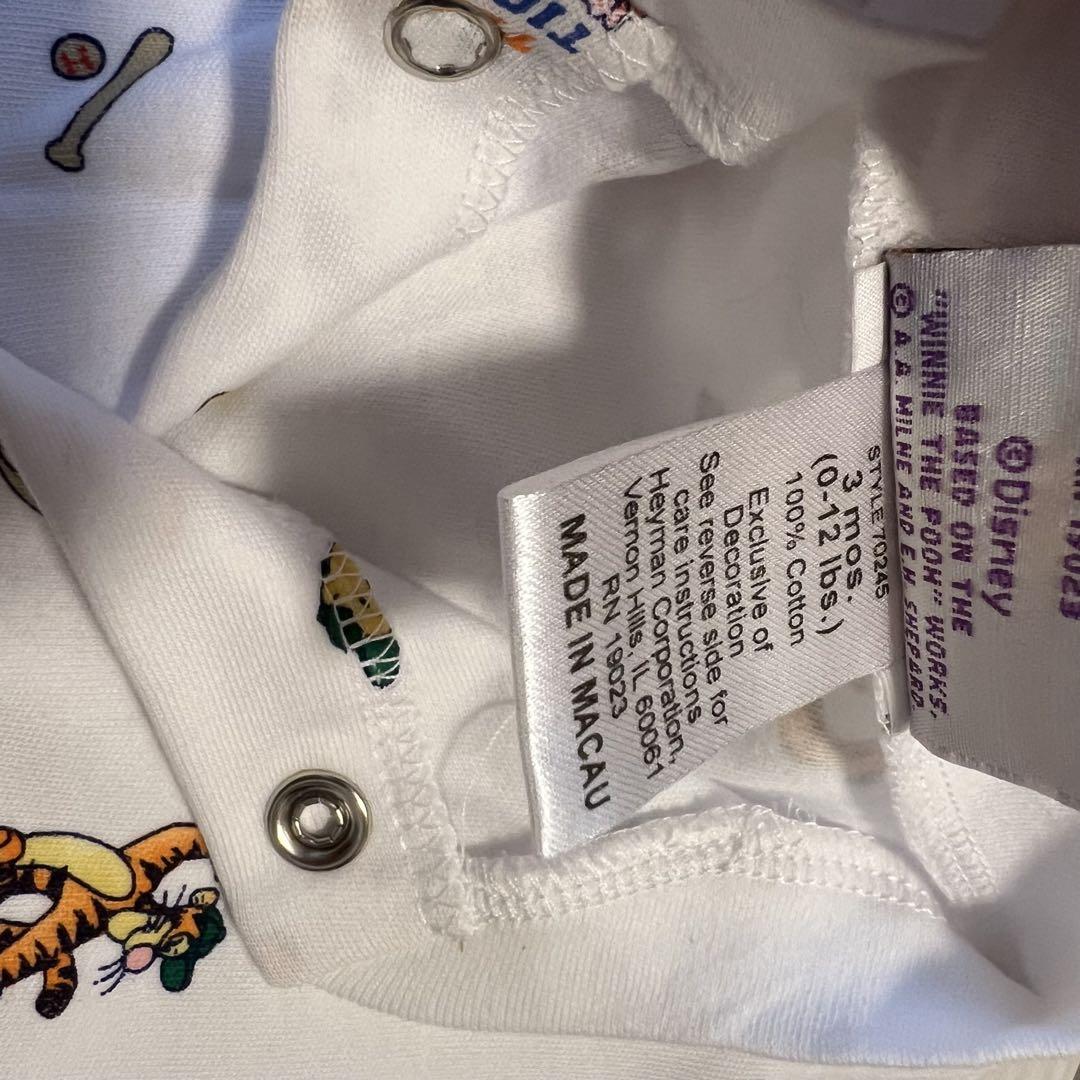 STYLE 70245
3 mos.
(0-12 lbs.)
100% Cotton
Exclusive of
Decoration
See reverse side for
care instructions
Heyman Corporation,
Vernon Hills, IL 60061
RN 19023
MADE IN MACAU
19023
©Disney
BASED ON THE
"WINNIE THE POOH" WORKS,
© A.A. MILNE AND E.H. SHEPARD.